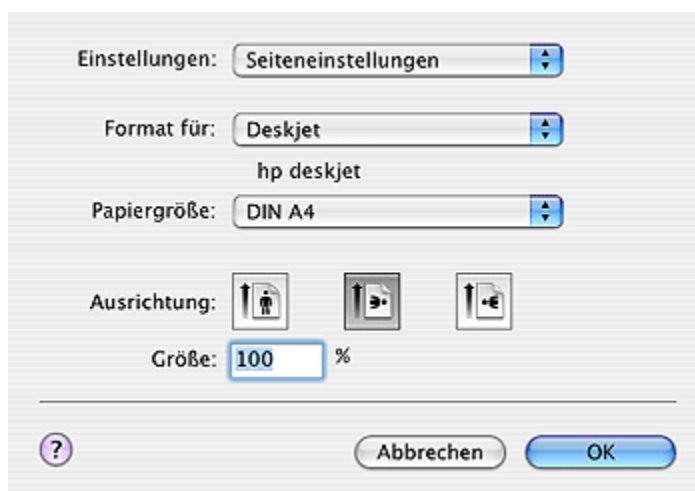 Einstellungen: Seiteneinstellungen
Format für: Deskjet
hp deskjet
Papiergröße: DIN A4
Ausrichtung:
Größe: 100 %
? Abbrechen OK